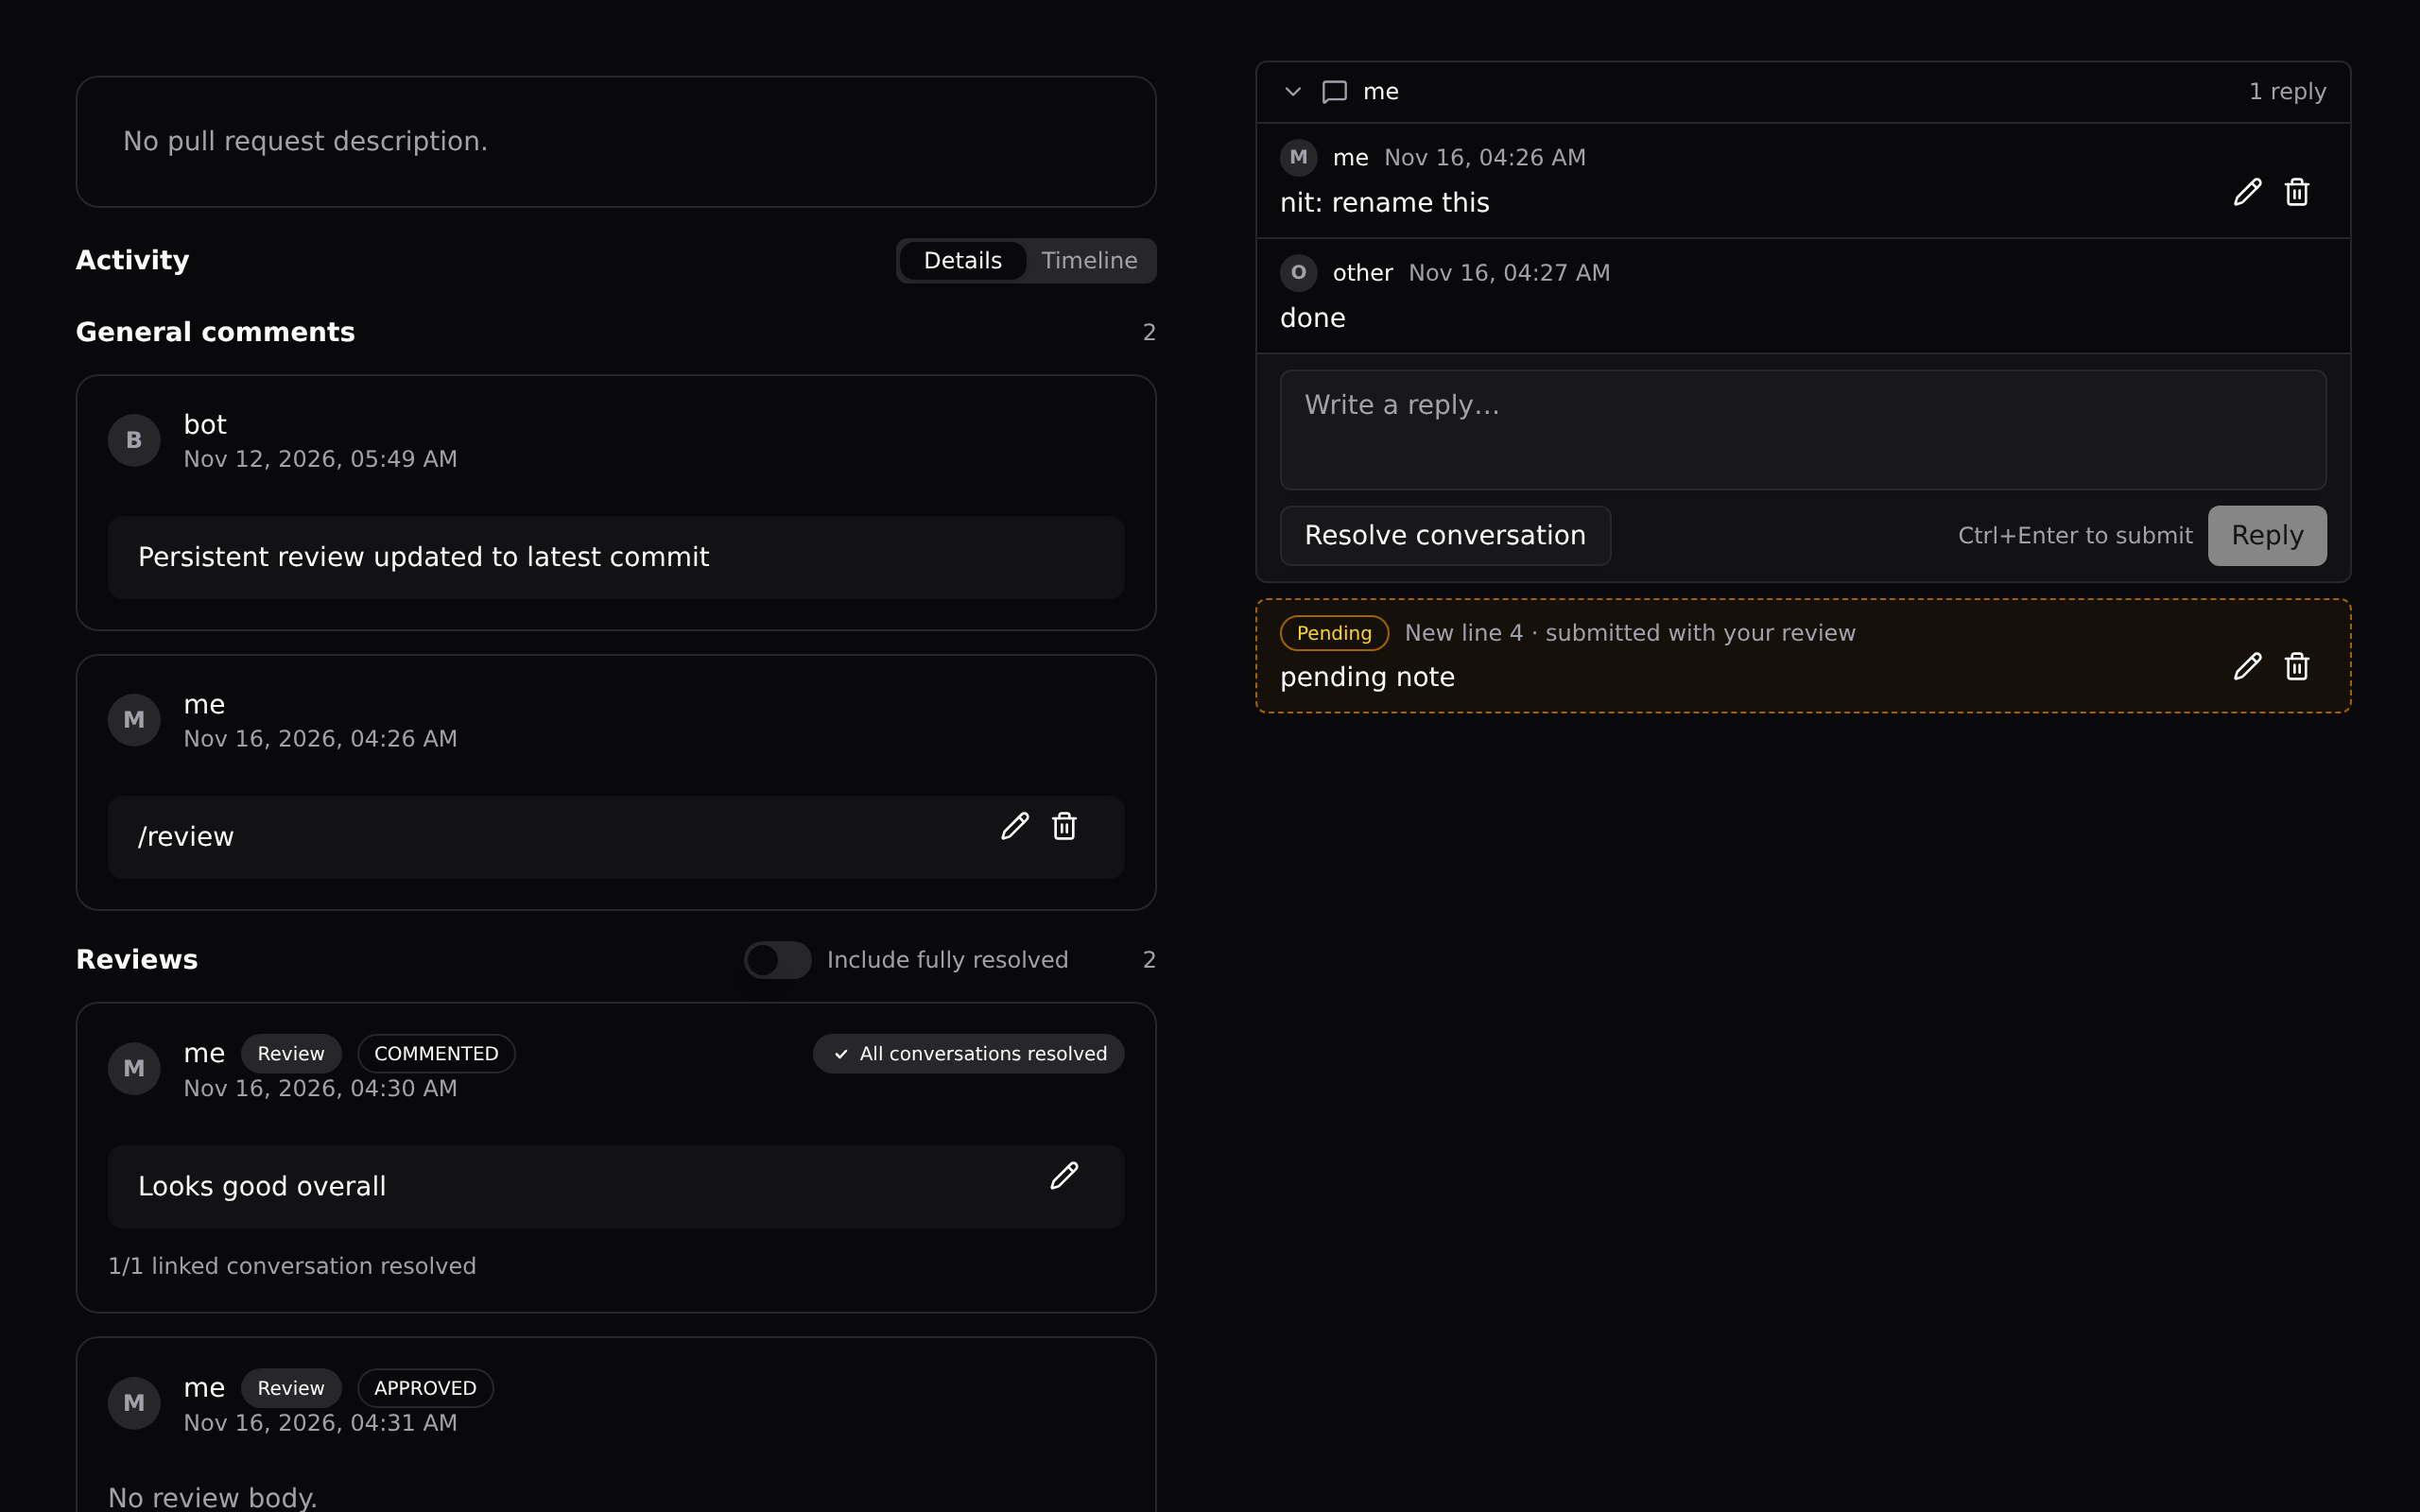 No pull request description.
Activity
Details
Timeline
General comments
2
B
bot
Nov 12, 2026, 05:49 AM
Persistent review updated to latest commit
M
me
Nov 16, 2026, 04:26 AM
/review
Reviews
Include fully resolved
2
M
me
Review
COMMENTED
All conversations resolved
Nov 16, 2026, 04:30 AM
Looks good overall
1/1 linked conversation resolved
M
me
Review
APPROVED
Nov 16, 2026, 04:31 AM
No review body.
me
1 reply
M
me
Nov 16, 04:26 AM
nit: rename this
O
other
Nov 16, 04:27 AM
done
Write a reply…
Resolve conversation
Ctrl+Enter to submit
Reply
Pending
New line 4 · submitted with your review
pending note